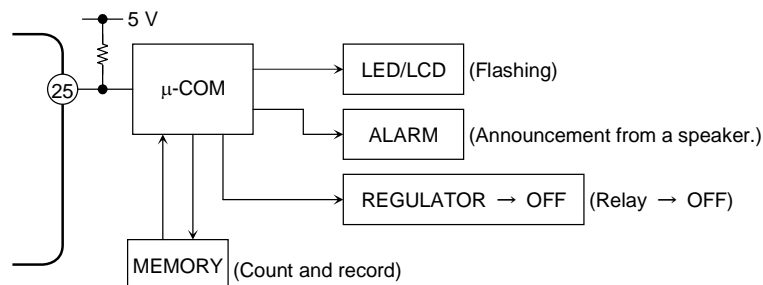 5 V
25
μ-COM
LED/LCD (Flashing)
ALARM (Announcement from a speaker.)
REGULATOR → OFF (Relay → OFF)
MEMORY (Count and record)